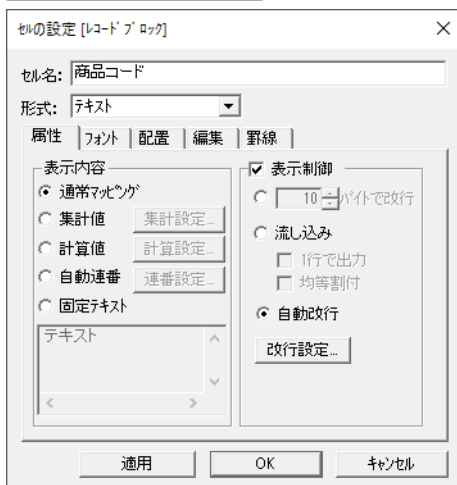 ｾﾙの設定 [ﾚｺｰﾄﾞﾌﾞﾛｯｸ]
ｾﾙ名: 商品コード
形式: ﾃｷｽﾄ
属性 ﾌｫﾝﾄ 配置 編集 罫線
表示内容
通常ﾏｯﾋﾟﾝｸﾞ
集計値 集計設定...
計算値 計算設定...
自動連番 連番設定...
固定ﾃｷｽﾄ
テキスト
表示制御
10 ﾊﾞｲﾄで改行
流し込み
1行で出力
均等割付
自動改行
改行設定...
適用 OK ｷｬﾝｾﾙ